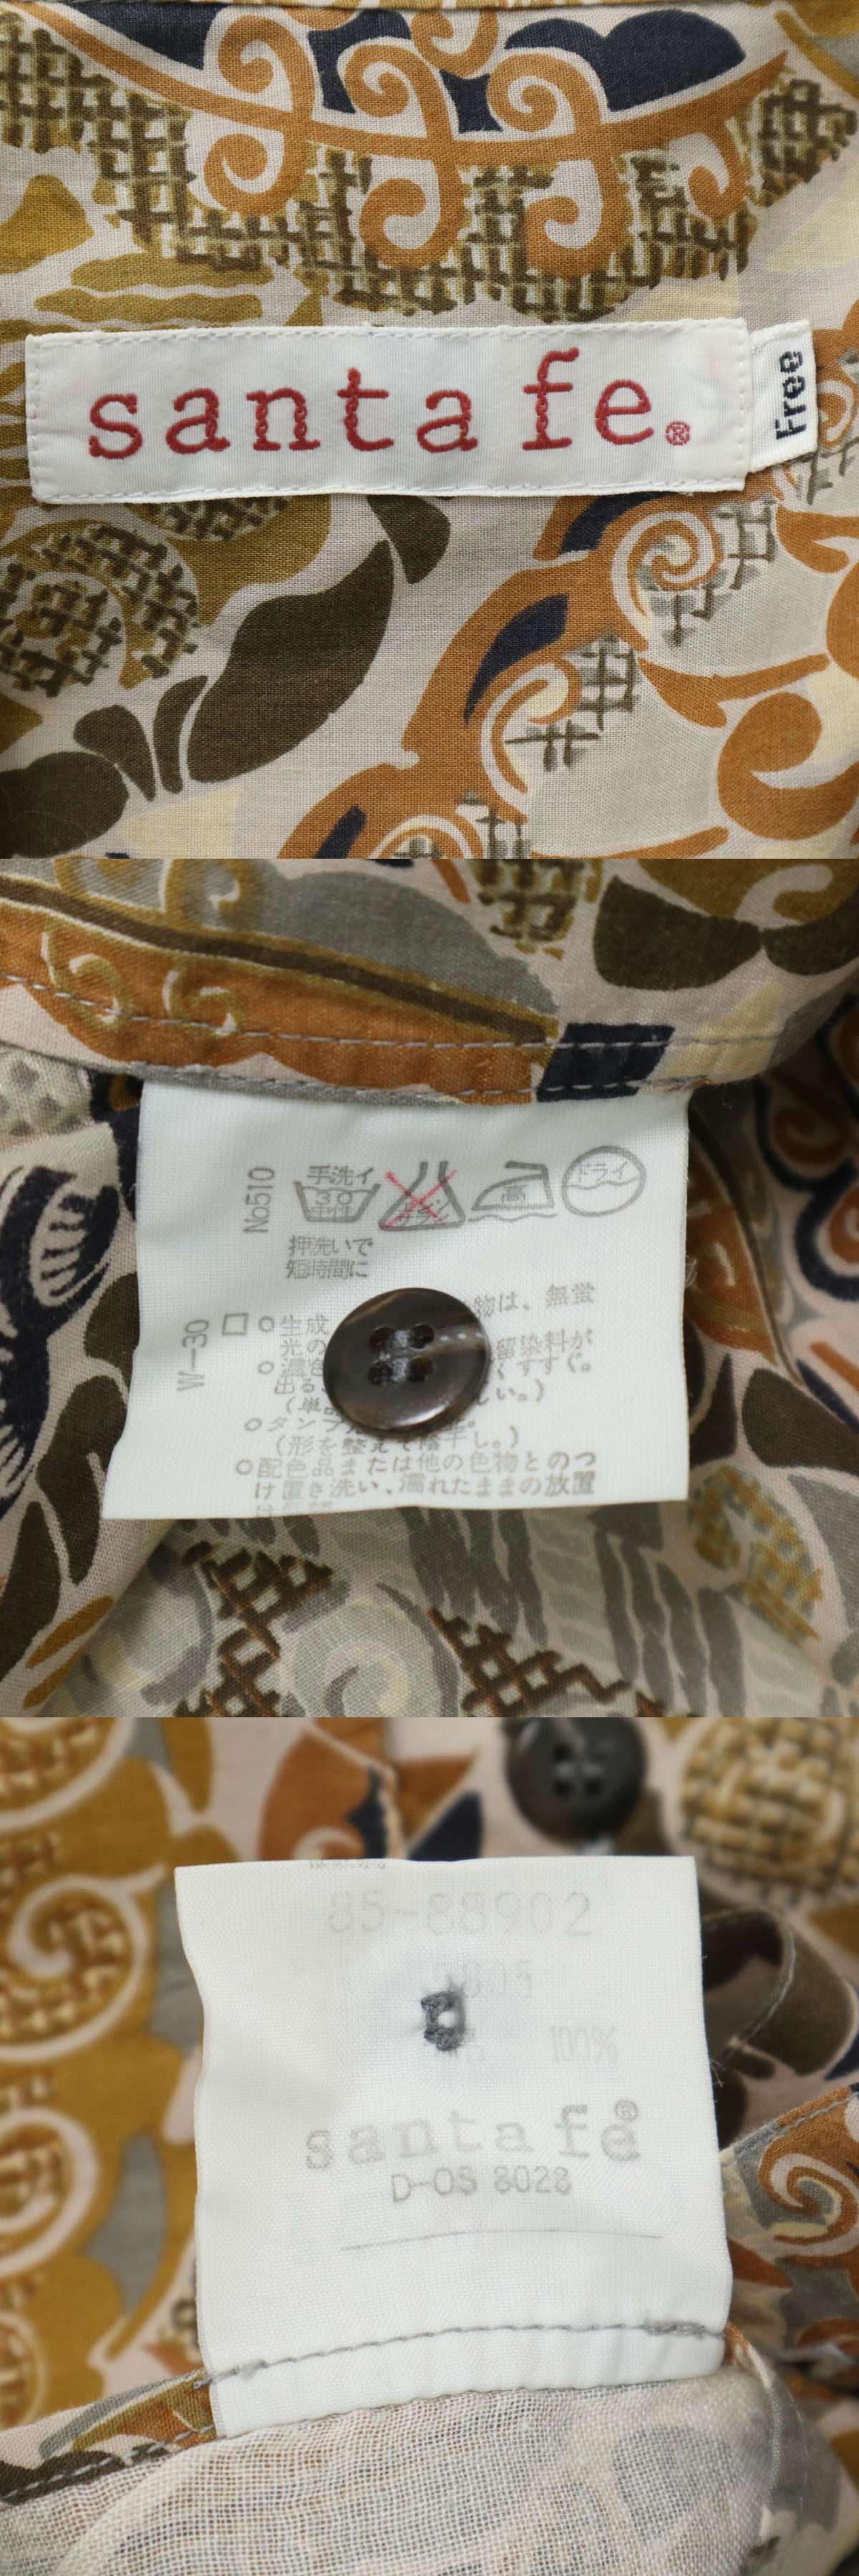 santa fe®
Free
No510
手洗イ
30
中性
高
ドライ
押洗いで
短時間に
W-30
□ ○生成 物は、無蛍
光の 留染料が
○濃色 くすすぐ。
出る
しい。)
○タンブ
(形を整えて陰干し。)
○配色品または他の色物とのつ
け置き洗い、濡れたままの放置
は
85-88902
100%
santa fe®
D-OS 8028